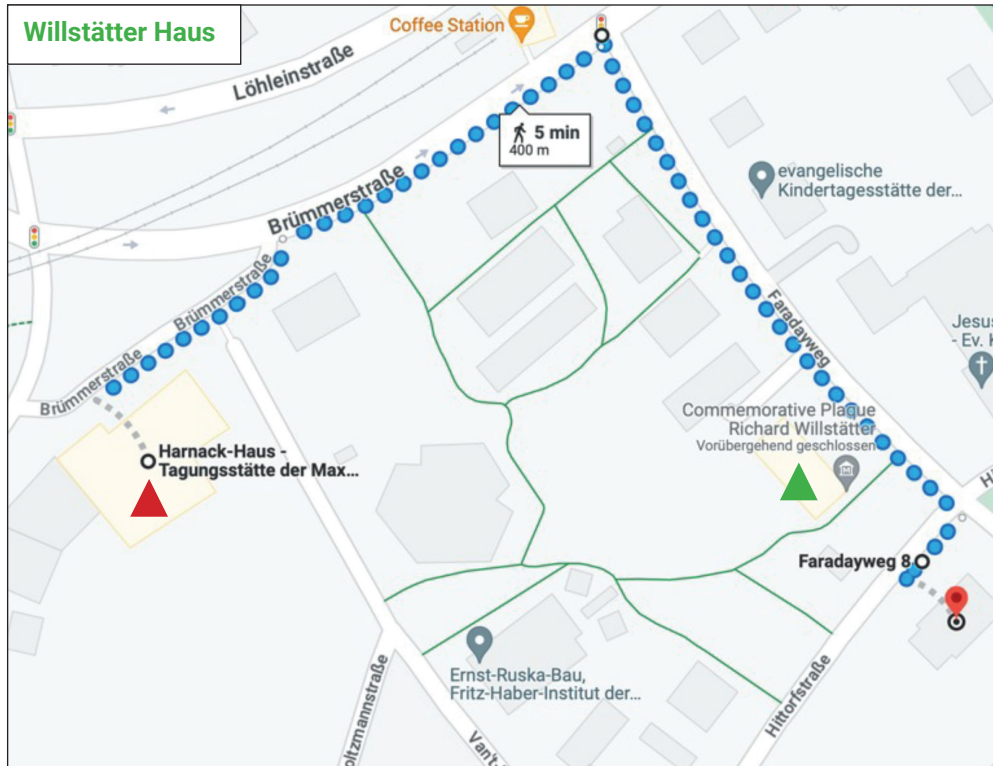 Willstätter Haus
Coffee Station
Löhleinstraße
5 min
400 m
Brümmerstraße
evangelische
Kindertagesstätte der...
Brümmerstraße
Faradayweg
Jesus
- Ev. K
Brümmerstraße
Commemorative Plaque
Richard Willstätter
Vorübergehend geschlossen
Harnack-Haus -
Tagungsstätte der Max...
Hi
Faradayweg 8
Ernst-Ruska-Bau,
Fritz-Haber-Institut der...
Hittorfstraße
oltzmannstraße
Van't-